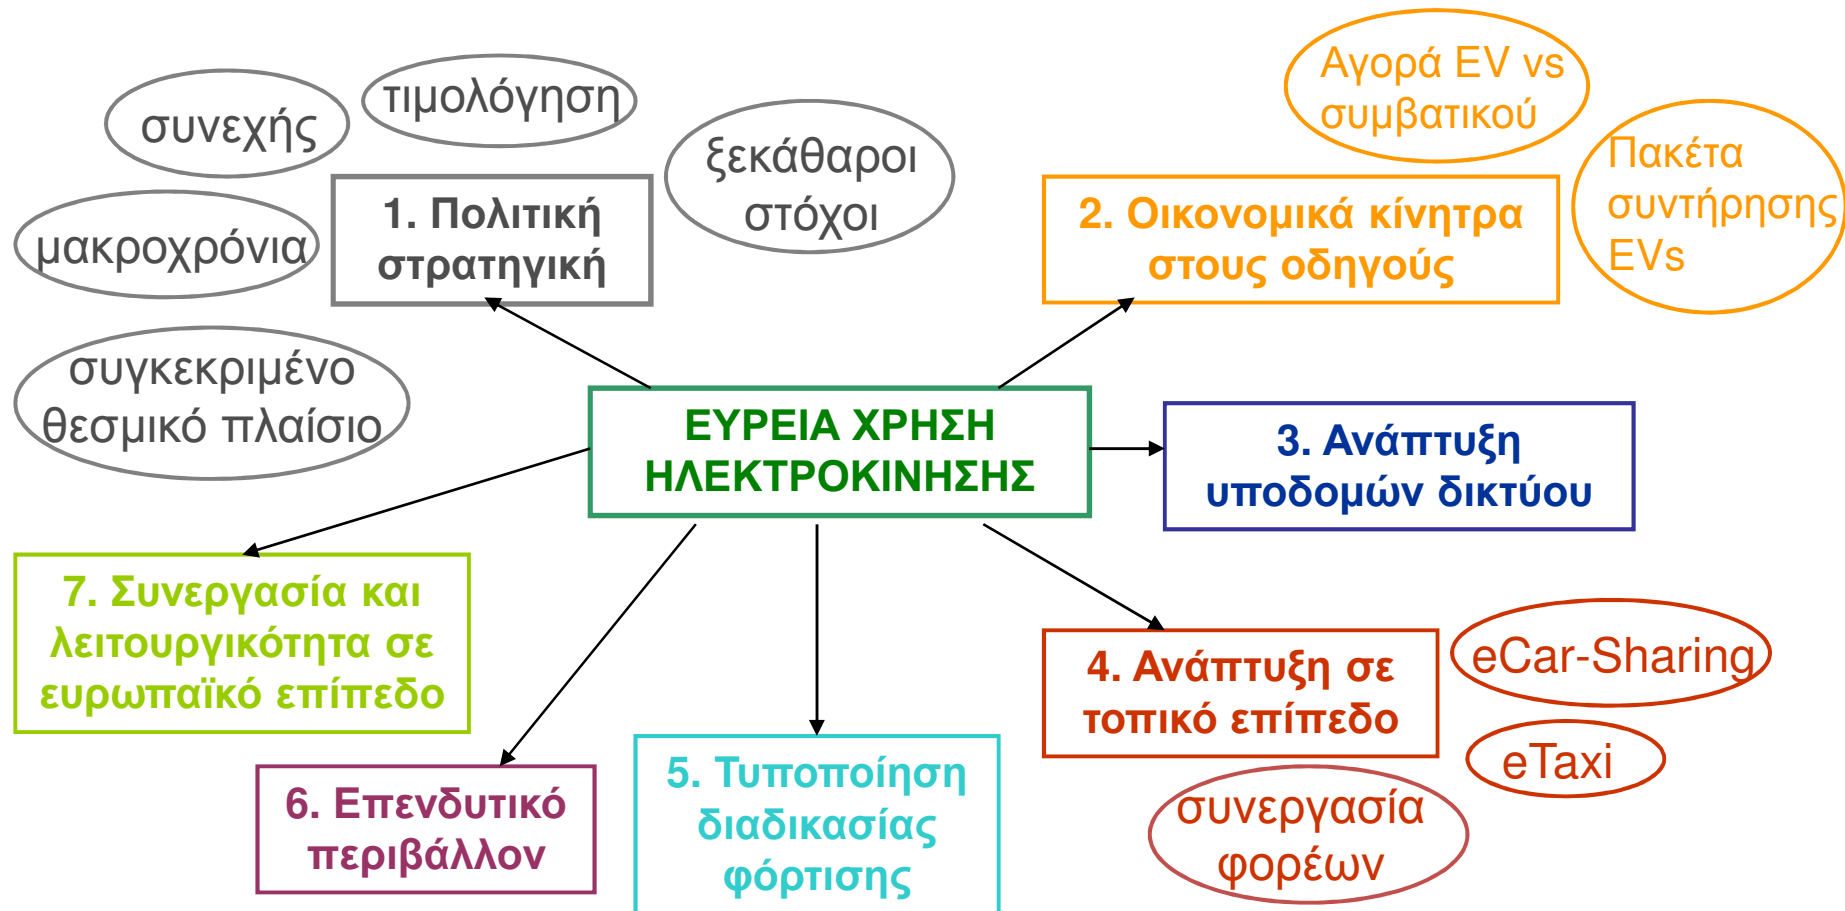 συνεχής
τιμολόγηση
ξεκάθαροι
στόχοι
μακροχρόνια
1. Πολιτική
στρατηγική
συγκεκριμένο
θεσμικό πλαίσιο
Αγορά EV vs
συμβατικού
Πακέτα
συντήρησης
EVs
2. Οικονομικά κίνητρα
στους οδηγούς
ΕΥΡΕΙΑ ΧΡΗΣΗ
ΗΛΕΚΤΡΟΚΙΝΗΣΗΣ
3. Ανάπτυξη
υποδομών δικτύου
7. Συνεργασία και
λειτουργικότητα σε
ευρωπαϊκό επίπεδο
4. Ανάπτυξη σε
τοπικό επίπεδο
eCar-Sharing
eTaxi
συνεργασία
φορέων
6. Επενδυτικό
περιβάλλον
5. Τυποποίηση
διαδικασίας
φόρτισης